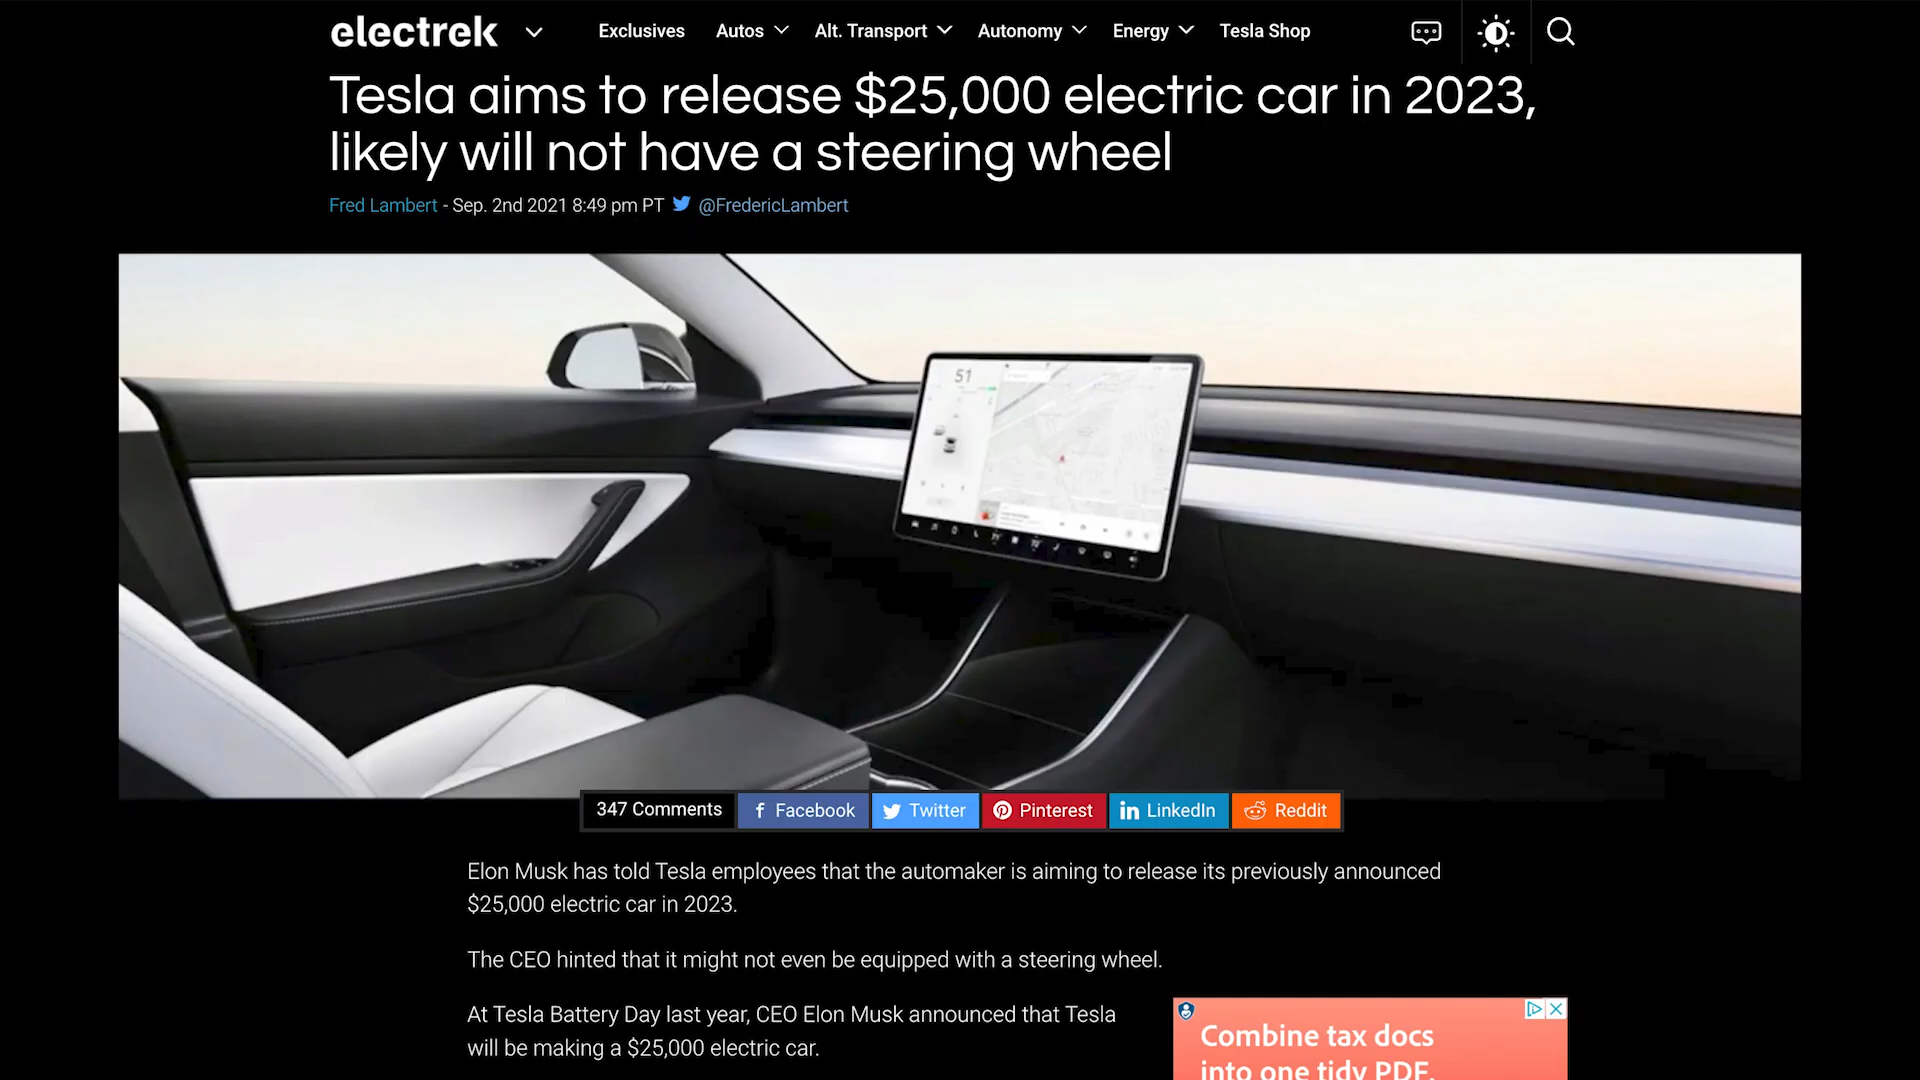 electrek
Exclusives Autos Alt. Transport Autonomy Energy Tesla Shop
Tesla aims to release $25,000 electric car in 2023,
likely will not have a steering wheel
Fred Lambert - Sep. 2nd 2021 8:49 pm PT @FredericLambert
51
347 Comments Facebook Twitter Pinterest LinkedIn Reddit
Elon Musk has told Tesla employees that the automaker is aiming to release its previously announced
$25,000 electric car in 2023.
The CEO hinted that it might not even be equipped with a steering wheel.
At Tesla Battery Day last year, CEO Elon Musk announced that Tesla
will be making a $25,000 electric car.
Combine tax docs
into one tidy PDF.